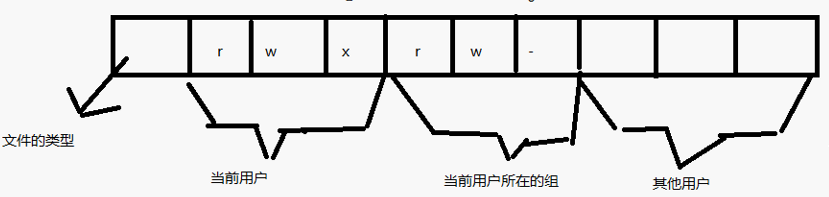 r w x r w -
文件的类型
当前用户
当前用户所在的组
其他用户